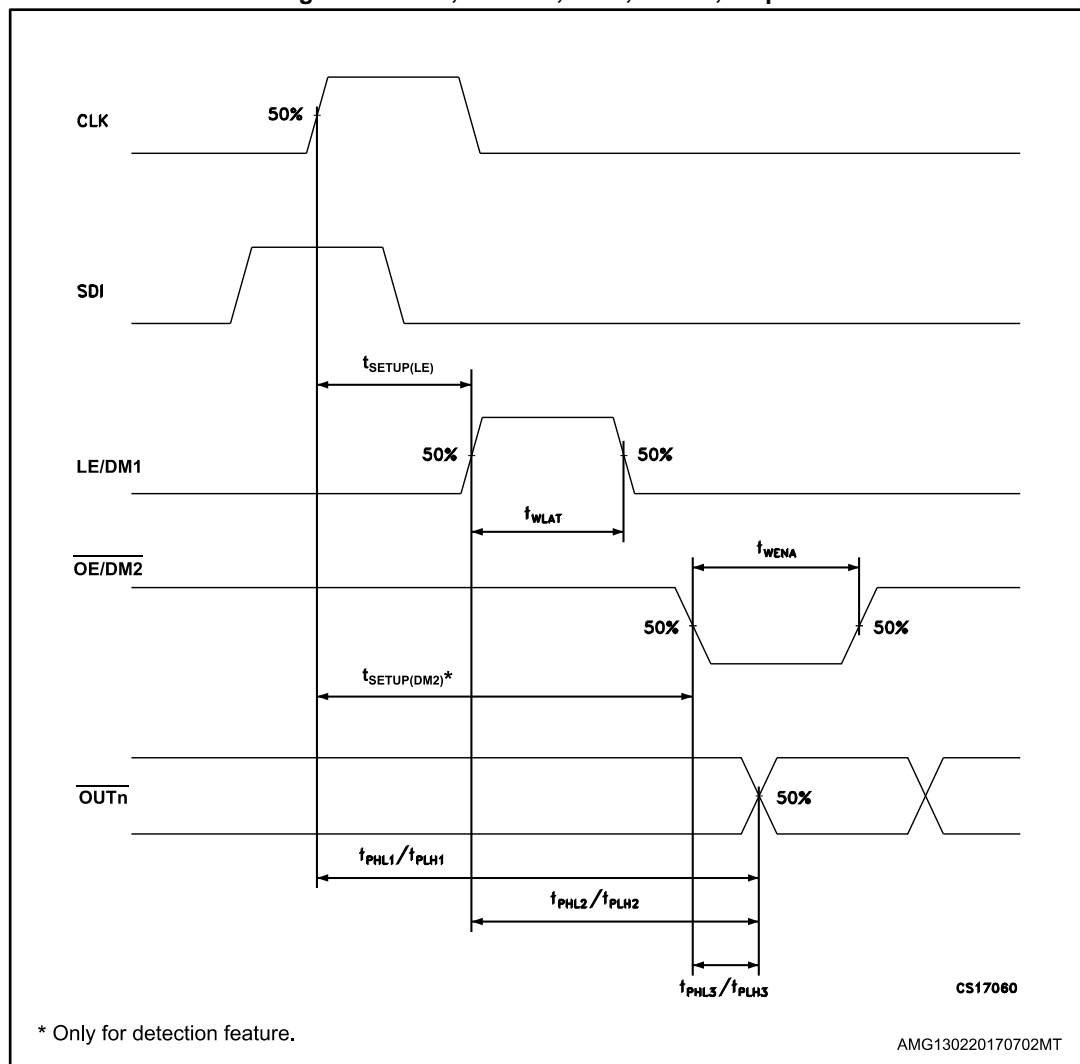 50%
CLK
SDI
tSETUP(LE)
50% 50%
LE/DM1
tWLAT
tWENA
OE/DM2
50% 50%
tSETUP(DM2)*
OUTn
50%
tPHL1/tPLH1
tPHL2/tPLH2
tPHL3/tPLH3
CS17060
* Only for detection feature.
AMG130220170702MT